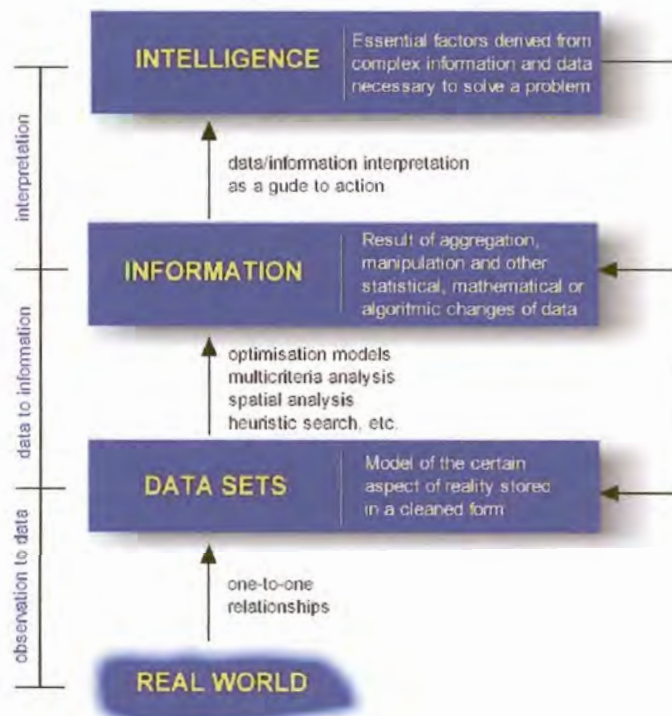 INTELLIGENCE
Essential factors derived from
complex information and data
necessary to solve a problem
interpretation
data/information interpretation
as a gude to action
INFORMATION
Result of aggregation,
manipulation and other
statistical, mathematical or
algoritmic changes of data
data to information
optimisation models
multicriteria analysis
spatial analysis
heuristic search, etc.
DATA SETS
Model of the certain
aspect of reality stored
in a cleaned form
observation to data
one-to-one
relationships
REAL WORLD